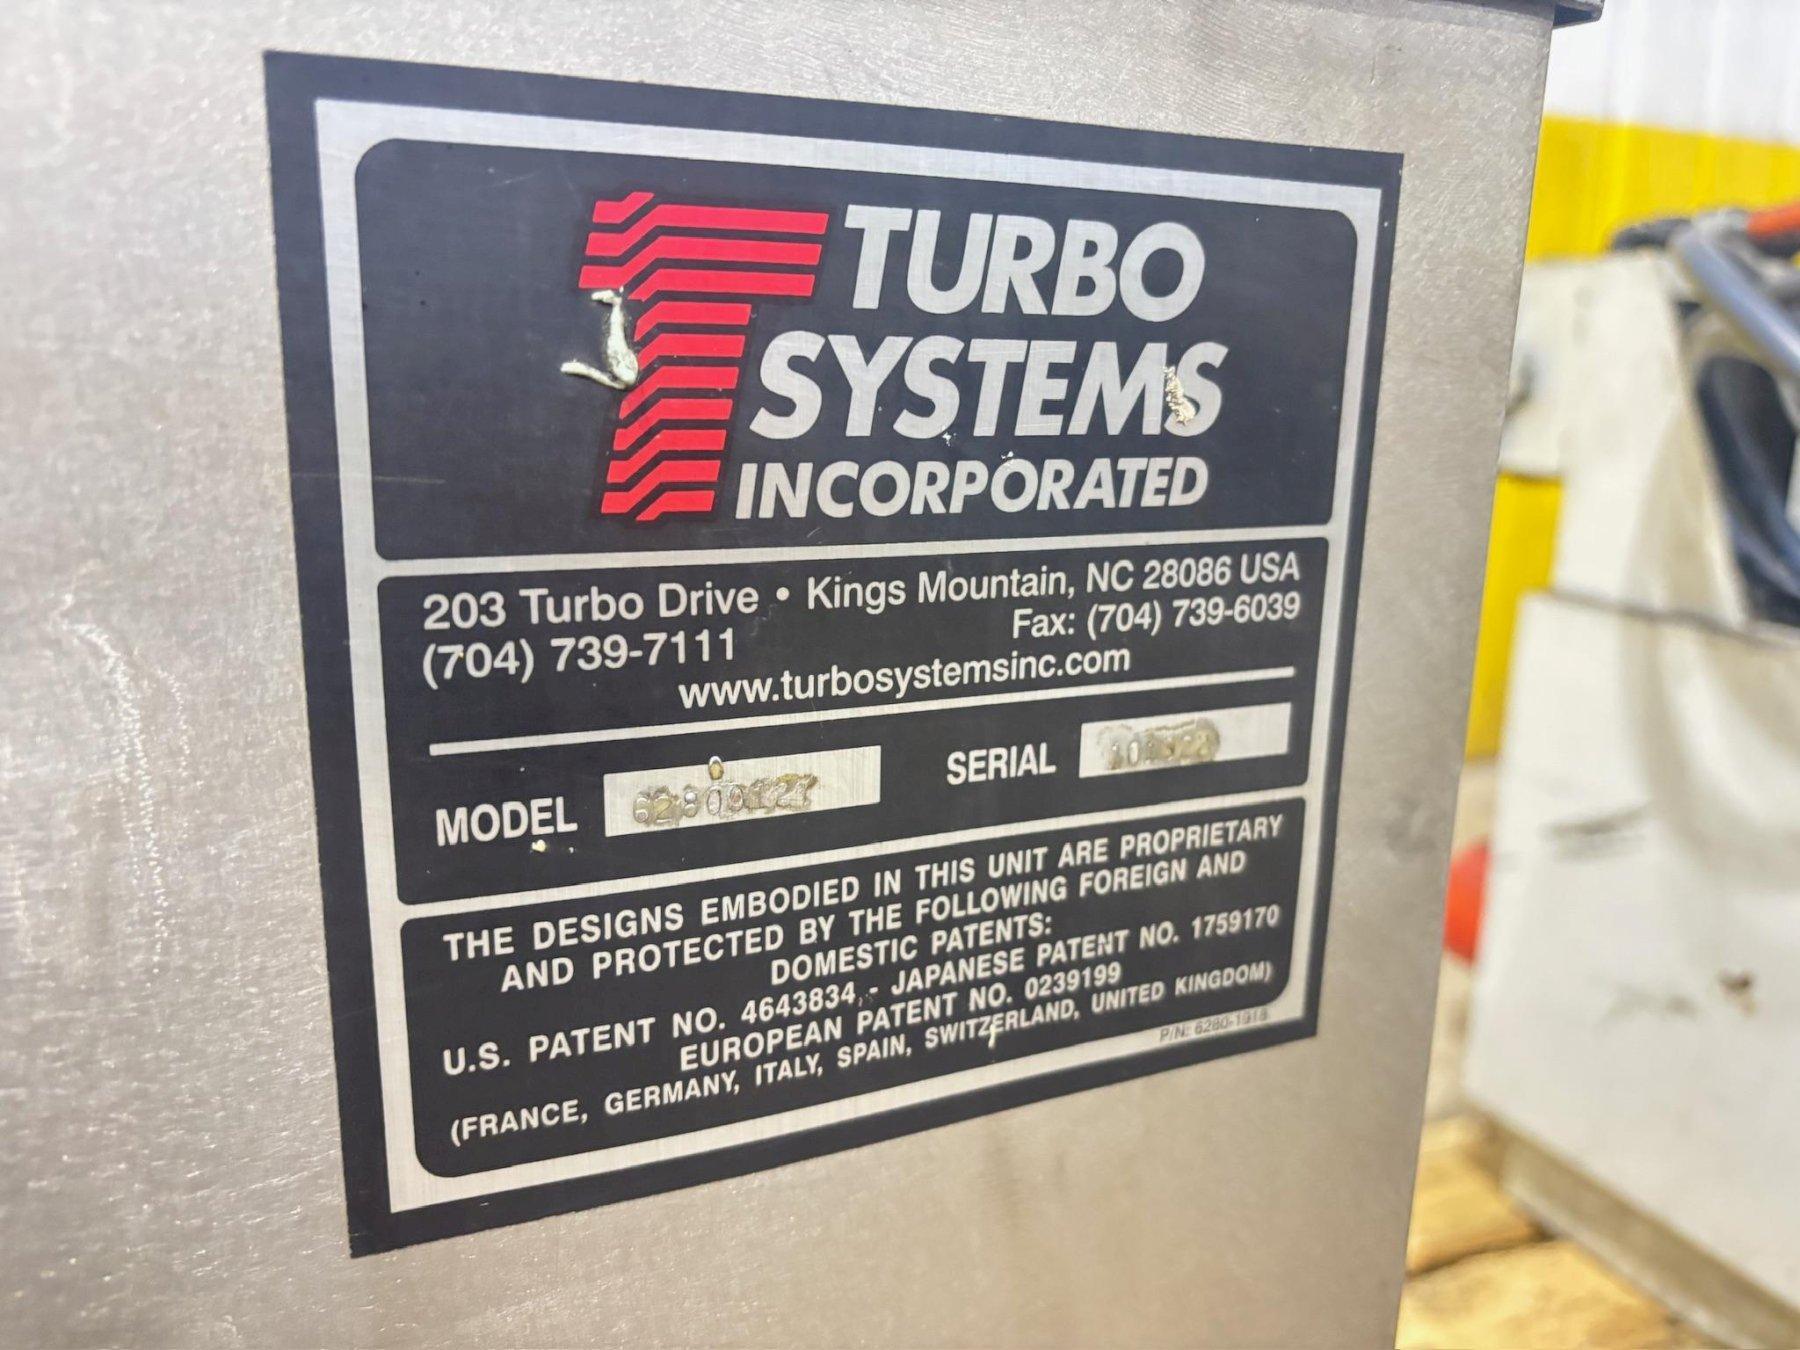 TURBO
SYSTEMS
INCORPORATED
203 Turbo Drive • Kings Mountain, NC 28086 USA
(704) 739-7111 Fax: (704) 739-6039
www.turbosystemsinc.com
MODEL SERIAL
THE DESIGNS EMBODIED IN THIS UNIT ARE PROPRIETARY
AND PROTECTED BY THE FOLLOWING FOREIGN AND
DOMESTIC PATENTS:
U.S. PATENT NO. 4643834, - JAPANESE PATENT NO. 1759170
EUROPEAN PATENT NO. 0239199
(FRANCE, GERMANY, ITALY, SPAIN, SWITZERLAND, UNITED KINGDOM)
P/N: 6280-1918